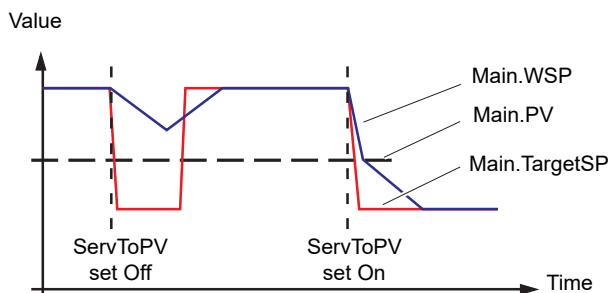 Value
Main.WSP
Main.PV
Main.TargetSP
ServToPV
set Off
ServToPV
set On
Time